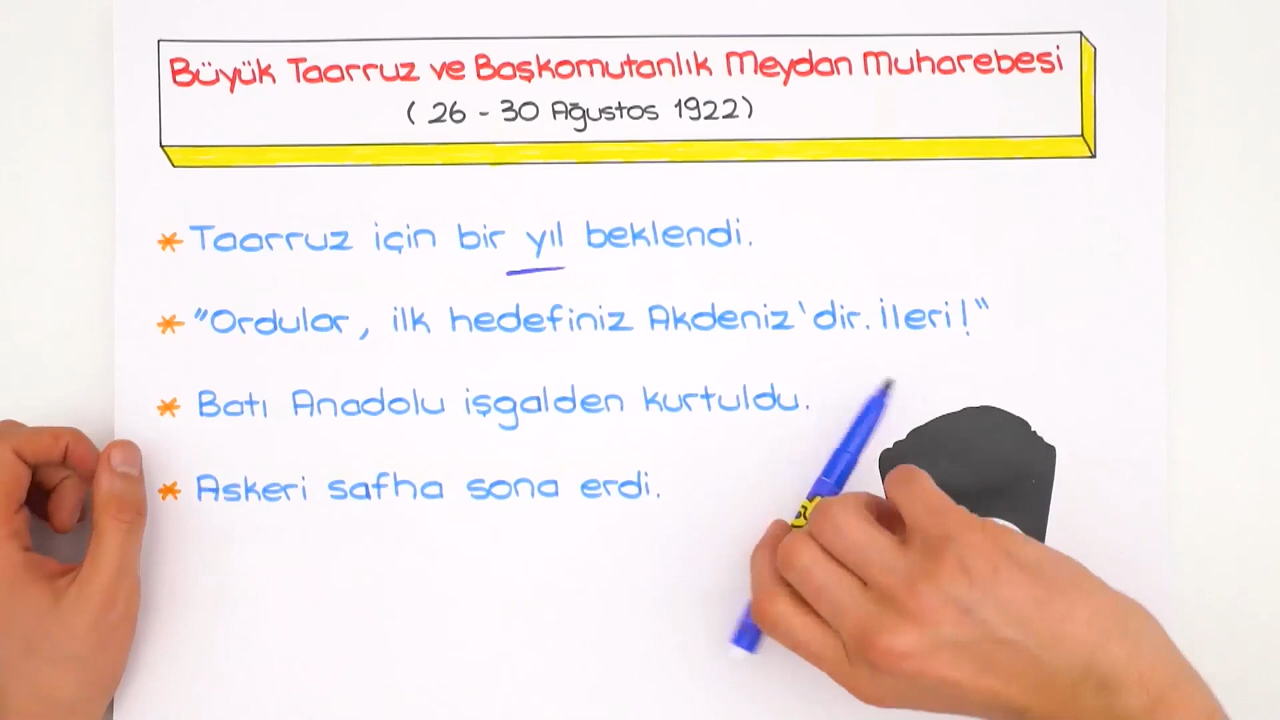 Büyük Taarruz ve Başkomutanlık Meydan Muharebesi
( 26 - 30 Ağustos 1922)
* Taarruz için bir yıl beklendi.
* "Ordular, ilk hedefiniz Akdeniz'dir. İleri!"
* Batı Anadolu işgalden kurtuldu.
* Askeri safha sona erdi.